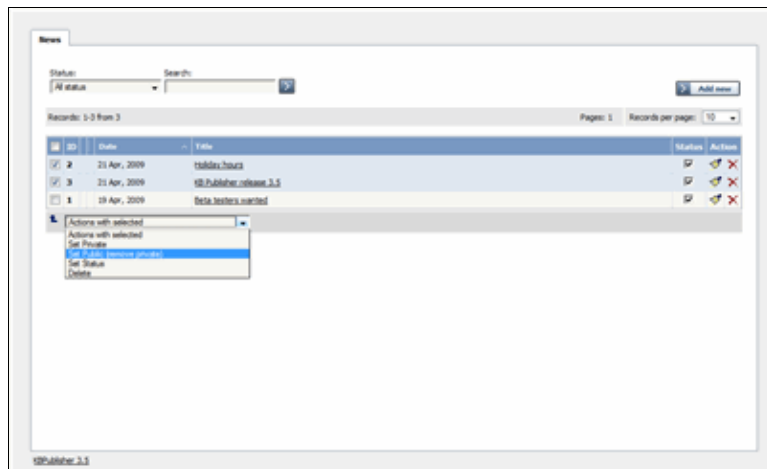 News
Status: Search:
All status
Add new
Records: 1-3 from 3 Pages: 1 Records per page: 10
ID Date Title Status Action
2 21 Apr, 2009 Holiday hours
3 21 Apr, 2009 KB Publisher release 3.5
1 19 Apr, 2009 Beta testers wanted
Actions with selected
Actions with selected
Set Private
Set Public (remove private)
Set Status
Delete
KBPublisher 3.5